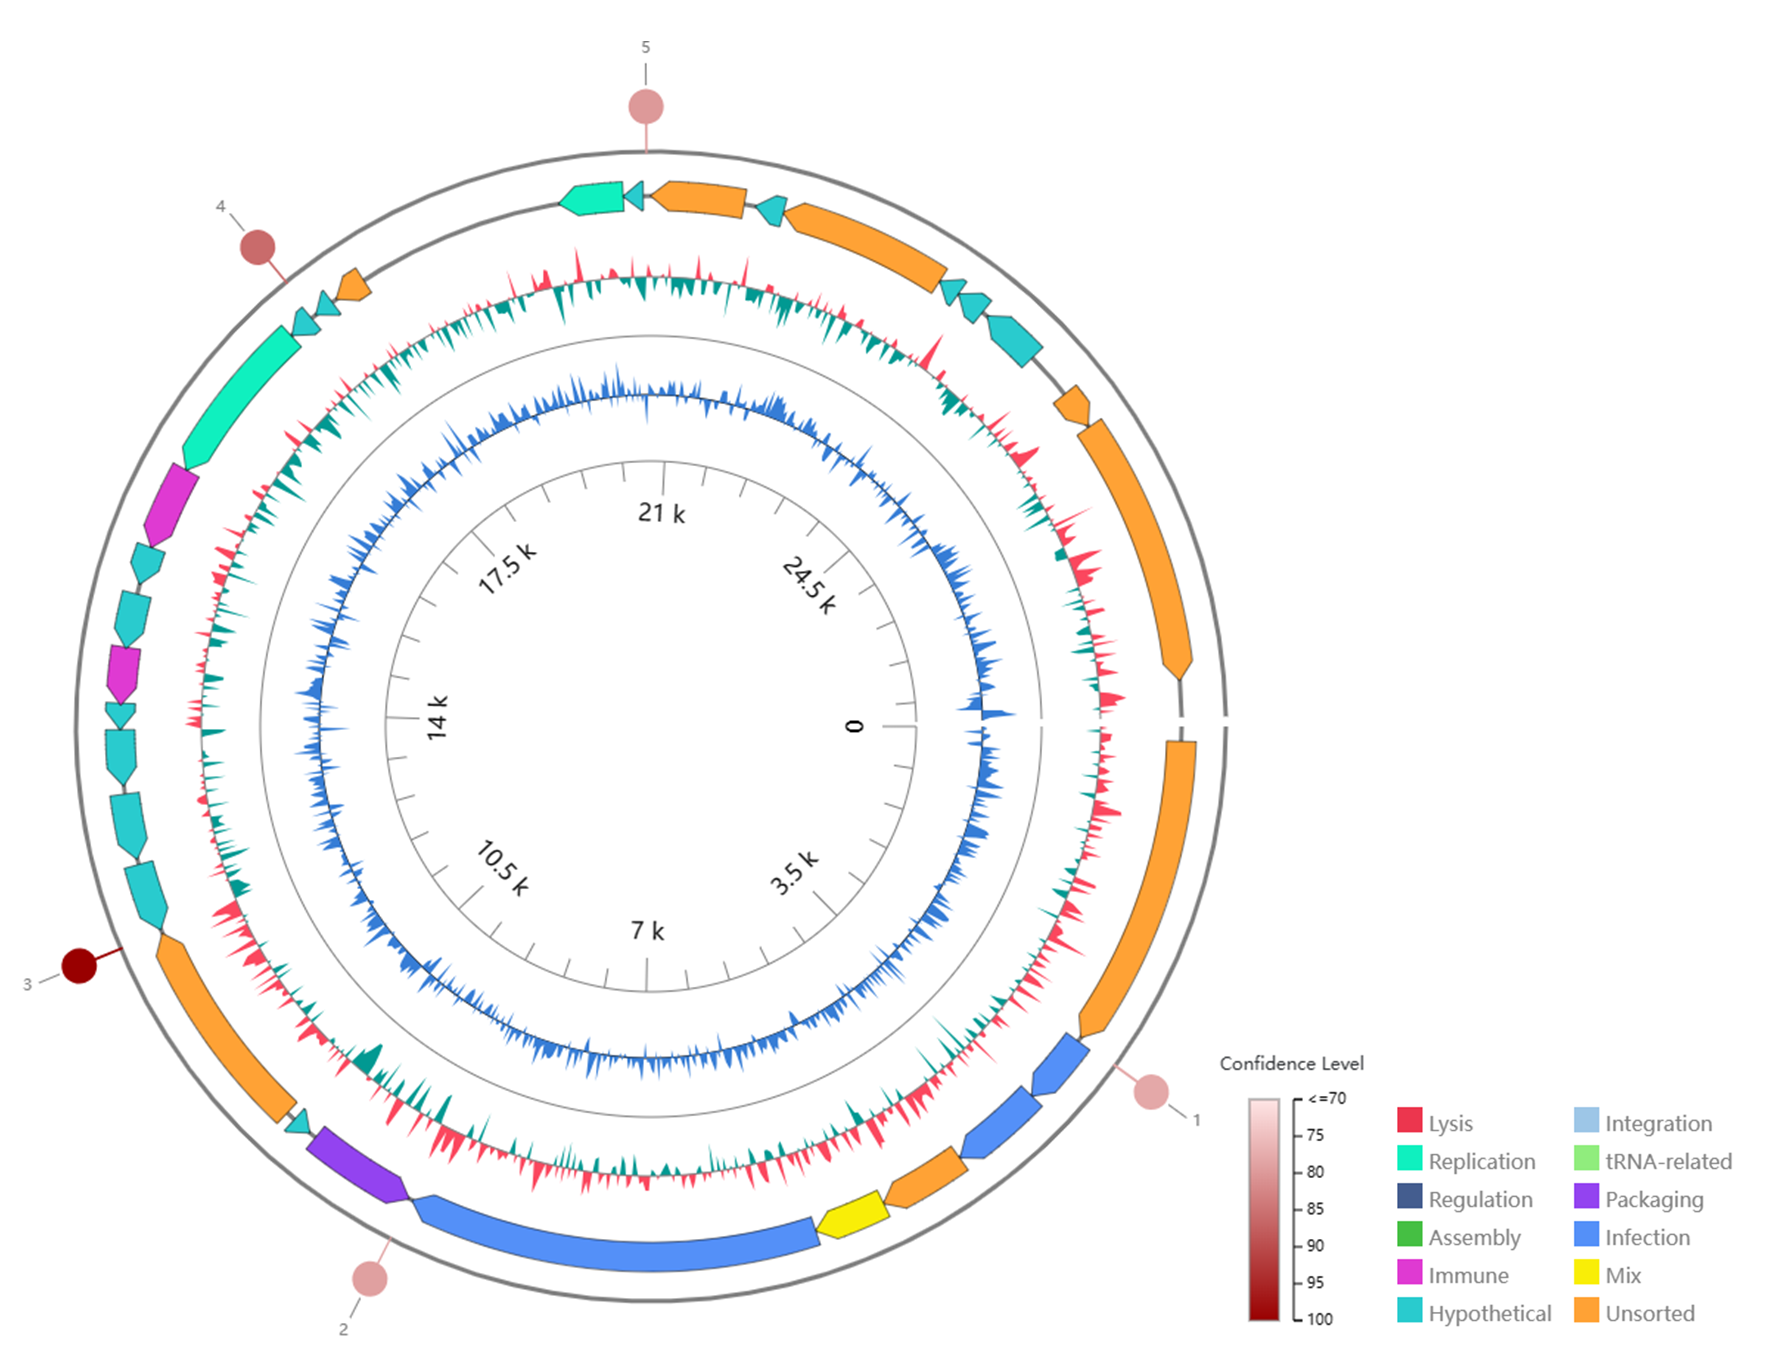 5
4
21 k
17.5 k
24.5 k
14 k
0
10.5 k
3.5 k
7 k
3
1
2
Confidence Level
<=70
75
80
85
90
95
100
Lysis
Integration
Replication
tRNA-related
Regulation
Packaging
Assembly
Infection
Immune
Mix
Hypothetical
Unsorted